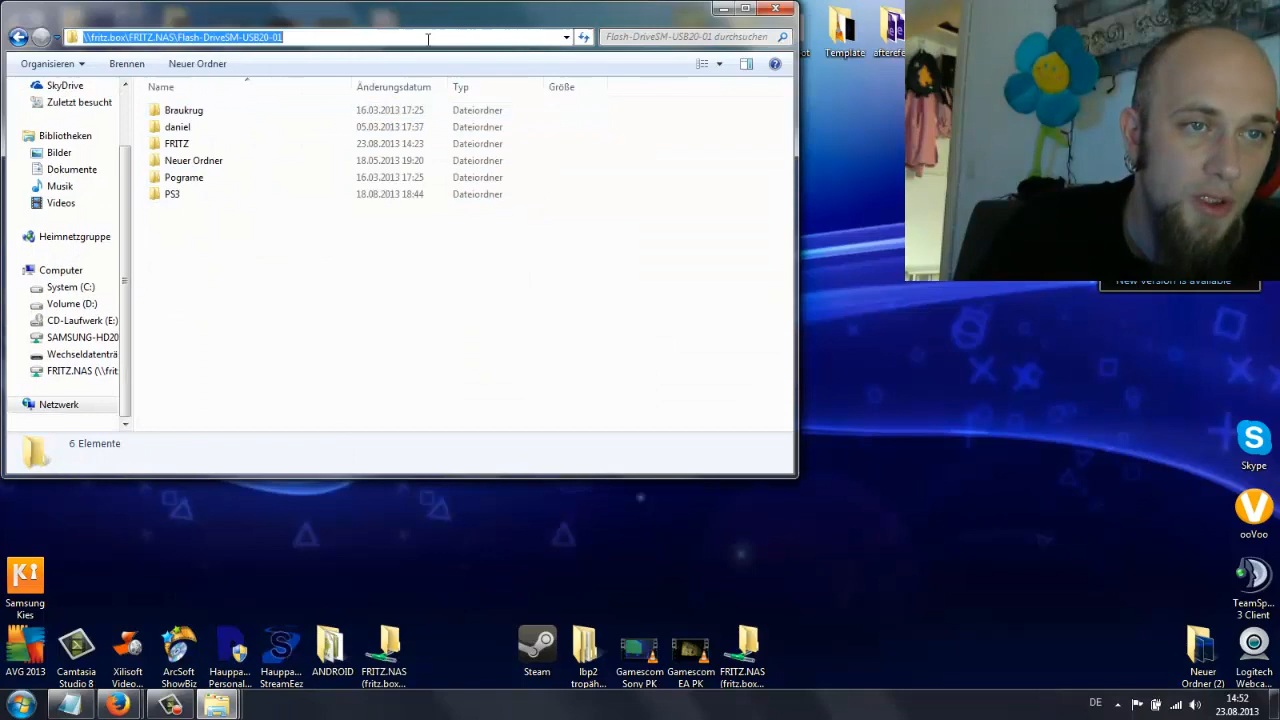 \\fritz.box\FRITZ.NAS\Flash-DriveSM-USB20-01
Flash-DriveSM-USB20-01 durchsuchen
Organisieren
Brennen
Neuer Ordner
SkyDrive
Zuletzt besucht
Bibliotheken
Bilder
Dokumente
Musik
Videos
Heimnetzgruppe
Computer
System (C:)
Volume (D:)
CD-Laufwerk (E:)
SAMSUNG-HD20
Wechseldatenträ
FRITZ.NAS (\\frit
Netzwerk
Name Änderungsdatum Typ Größe
Braukrug 16.03.2013 17:25 Dateiordner
daniel 05.03.2013 17:37 Dateiordner
FRITZ 23.08.2013 14:23 Dateiordner
Neuer Ordner 18.05.2013 19:20 Dateiordner
Pograme 16.03.2013 17:25 Dateiordner
PS3 18.08.2013 18:44 Dateiordner
6 Elemente
Template
New version is available
Skype
ooVoo
TeamSp...
3 Client
Logitech
Webca...
Neuer
Ordner (2)
Ki
Samsung
Kies
AVG 2013
Camtasia
Studio 8
Xilisoft
Video...
ArcSoft
ShowBiz
Hauppa...
Personal...
Hauppa...
StreamEez
ANDROID
FRITZ.NAS
(fritz.box...
Steam
lbp2
tropäh...
Gamescom
Sony PK
Gamescom
EA PK
FRITZ.NAS
(fritz.box...
DE
14:52
23.08.2013